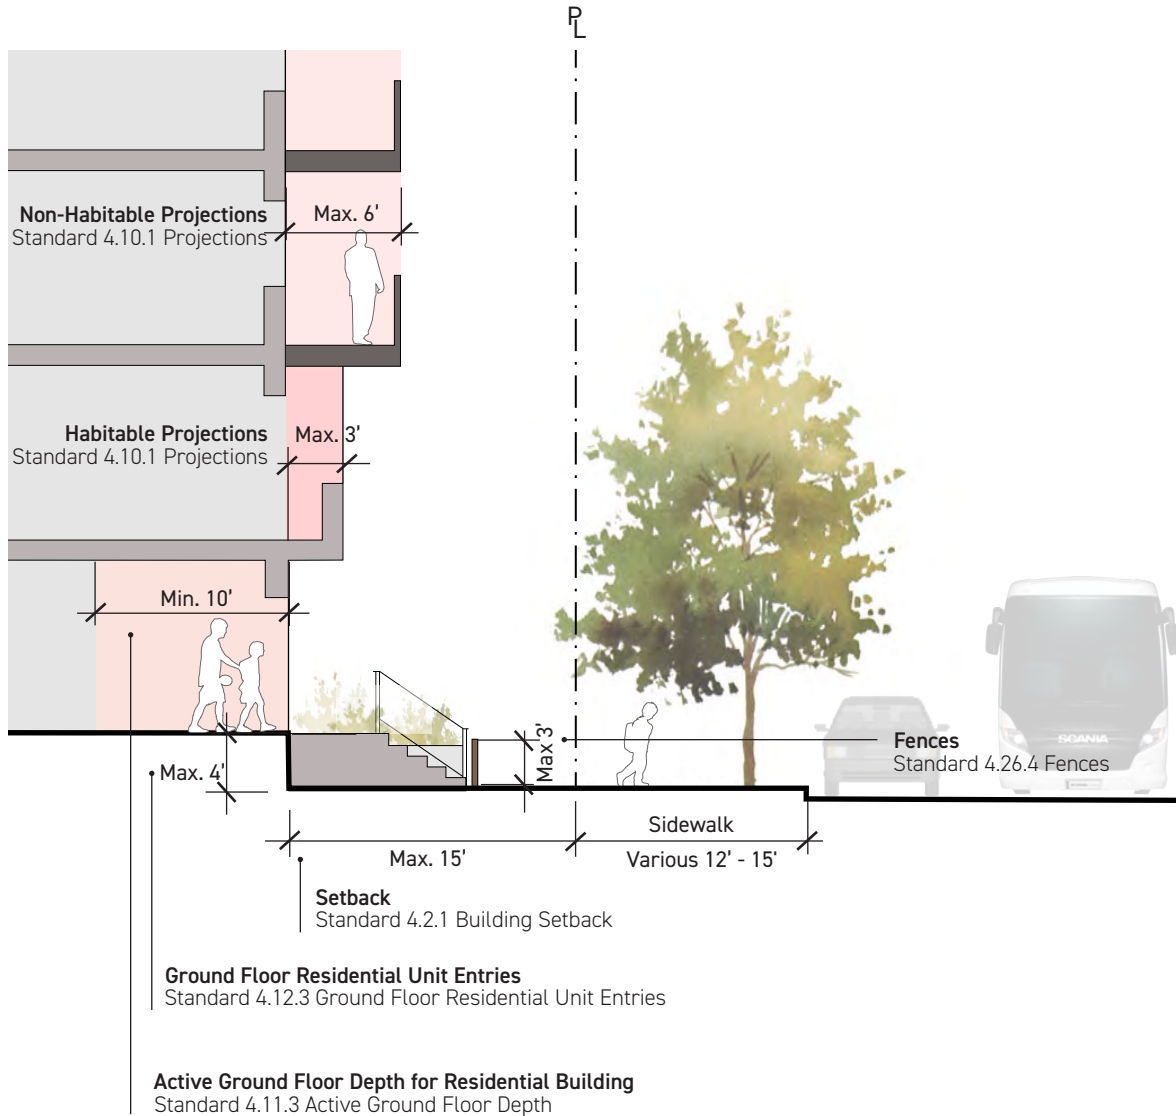 PL
Non-Habitable Projections
Standard 4.10.1 Projections
Max. 6'
Habitable Projections
Standard 4.10.1 Projections
Max. 3'
Min. 10'
Max. 4'
Max 3'
Fences
Standard 4.26.4 Fences
SCANIA
Sidewalk
Max. 15'
Various 12' - 15'
Setback
Standard 4.2.1 Building Setback
Ground Floor Residential Unit Entries
Standard 4.12.3 Ground Floor Residential Unit Entries
Active Ground Floor Depth for Residential Building
Standard 4.11.3 Active Ground Floor Depth